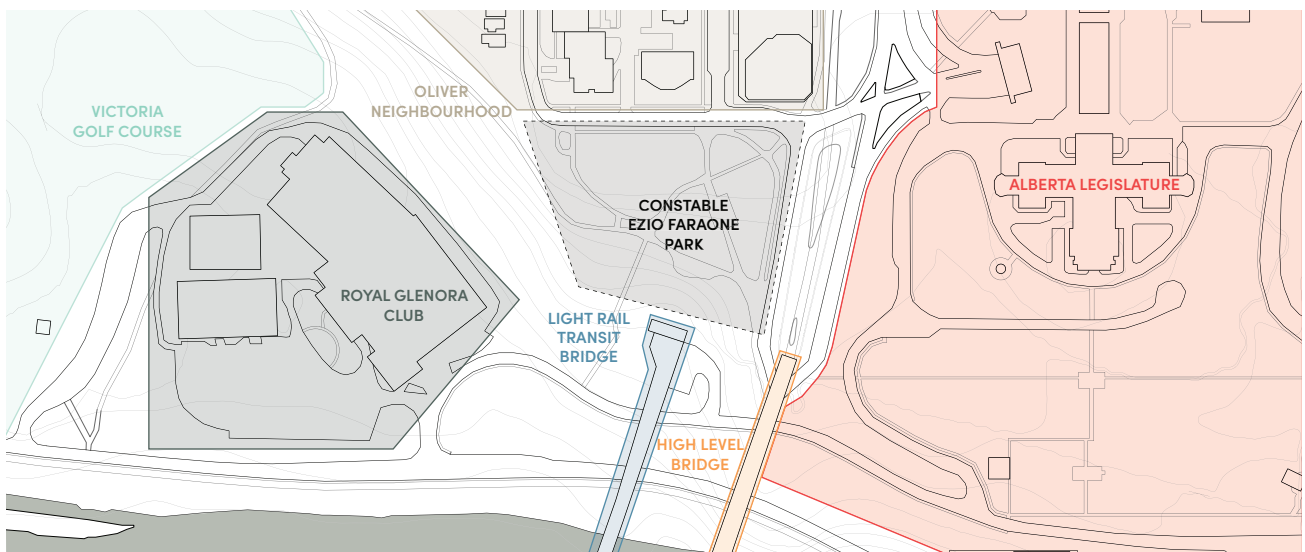 OLIVER
NEIGHBOURHOOD
VICTORIA
GOLF COURSE
ALBERTA LEGISLATURE
CONSTABLE
EZIO FARAONE
PARK
ROYAL GLENORA
CLUB
LIGHT RAIL
TRANSIT
BRIDGE
HIGH LEVEL
BRIDGE